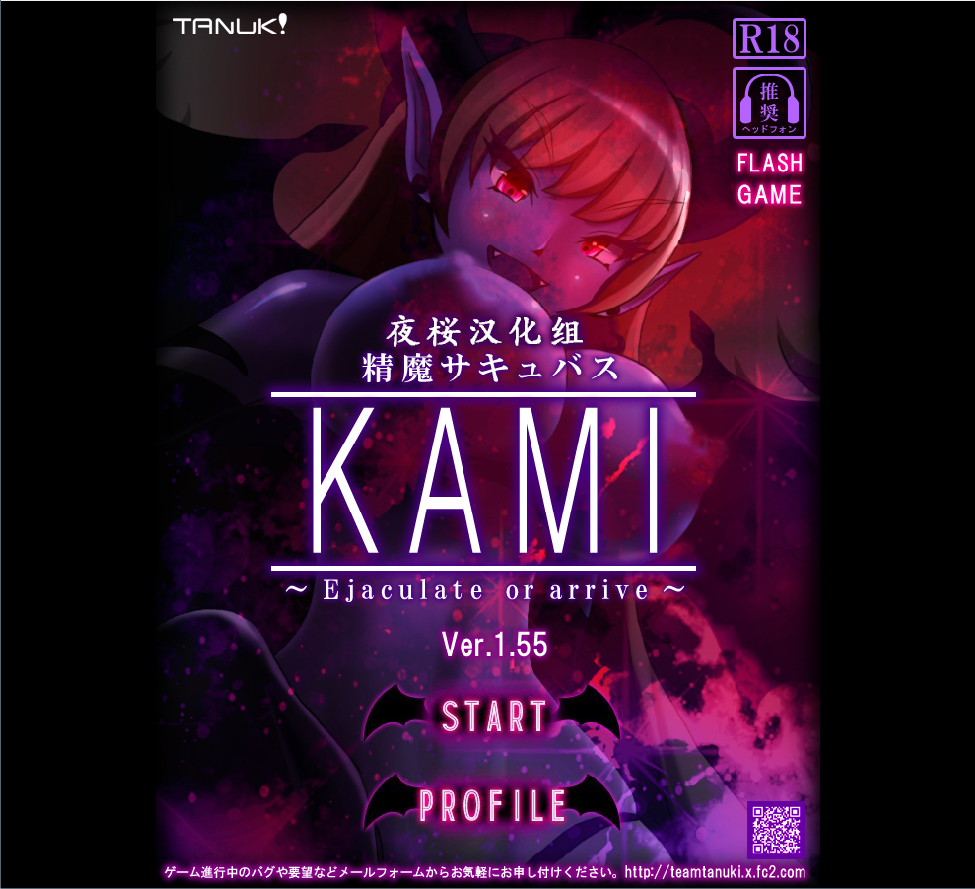 TANUK!
R18
推奨
ヘッドフォン
FLASH
GAME
夜桜汉化组
精魔サキュバス
KAMI
～Ejaculate or arrive～
Ver.1.55
START
PROFILE
ゲーム進行中のバグや要望などメールフォームからお気軽にお申し付けください。http://teamtanuki.x.fc2.com